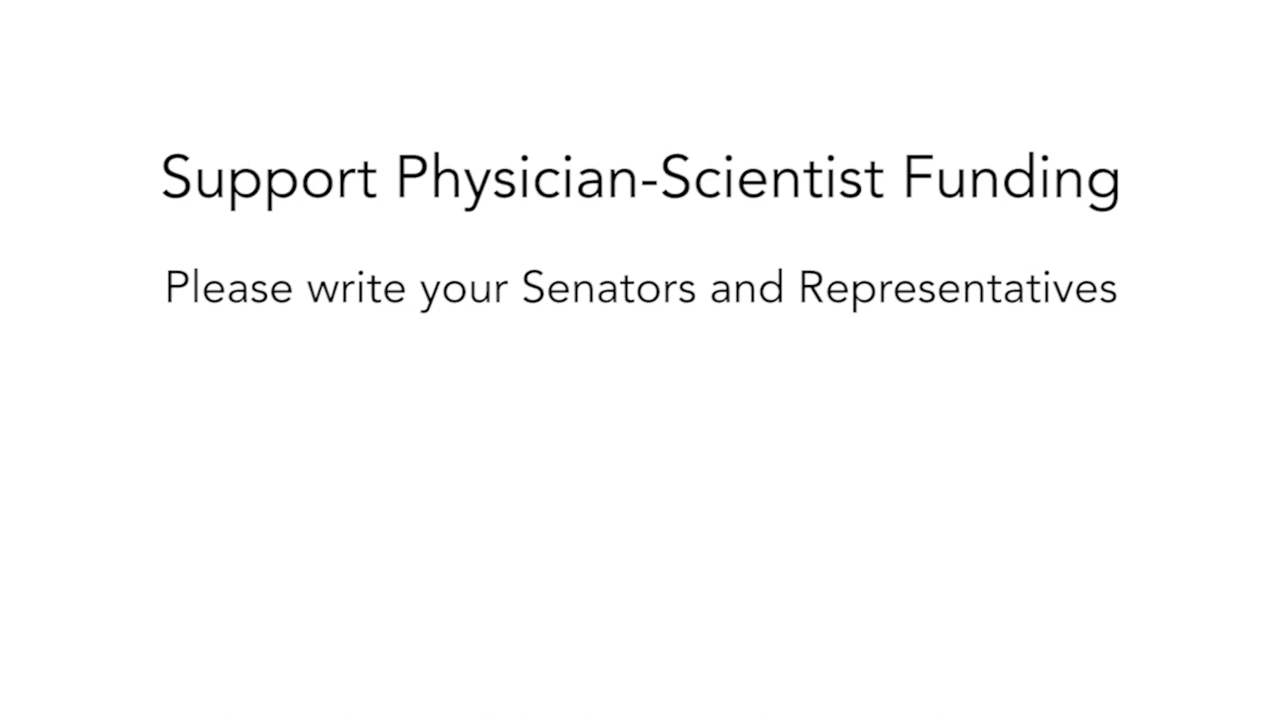 Support Physician-Scientist Funding
Please write your Senators and Representatives